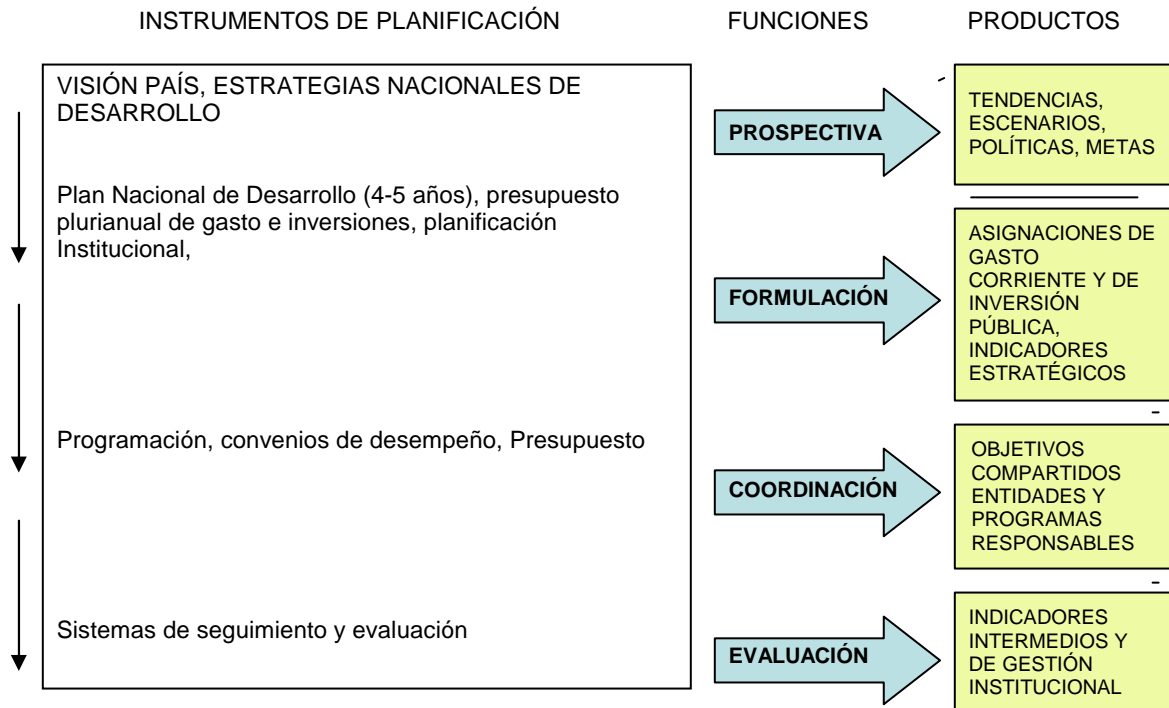 INSTRUMENTOS DE PLANIFICACIÓN
FUNCIONES
PRODUCTOS
VISIÓN PAÍS, ESTRATEGIAS NACIONALES DE
DESARROLLO
PROSPECTIVA
TENDENCIAS,
ESCENARIOS,
POLÍTICAS, METAS
Plan Nacional de Desarrollo (4-5 años), presupuesto
plurianual de gasto e inversiones, planificación
Institucional,
FORMULACIÓN
ASIGNACIONES DE
GASTO
CORRIENTE Y DE
INVERSIÓN
PÚBLICA,
INDICADORES
ESTRATÉGICOS
Programación, convenios de desempeño, Presupuesto
COORDINACIÓN
OBJETIVOS
COMPARTIDOS
ENTIDADES Y
PROGRAMAS
RESPONSABLES
Sistemas de seguimiento y evaluación
EVALUACIÓN
INDICADORES
INTERMEDIOS Y
DE GESTIÓN
INSTITUCIONAL